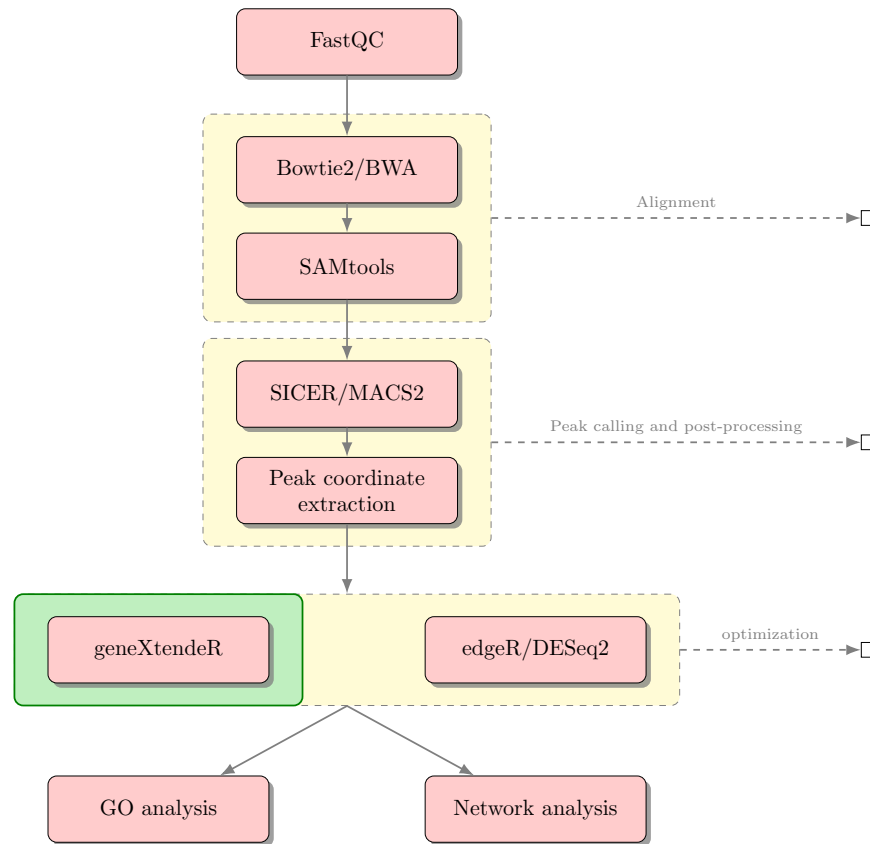 FastQC
Bowtie2/BWA
Alignment
SAMtools
SICER/MACS2
Peak calling and post-processing
Peak coordinate
extraction
geneXtendeR
edgeR/DESeq2
optimization
GO analysis
Network analysis